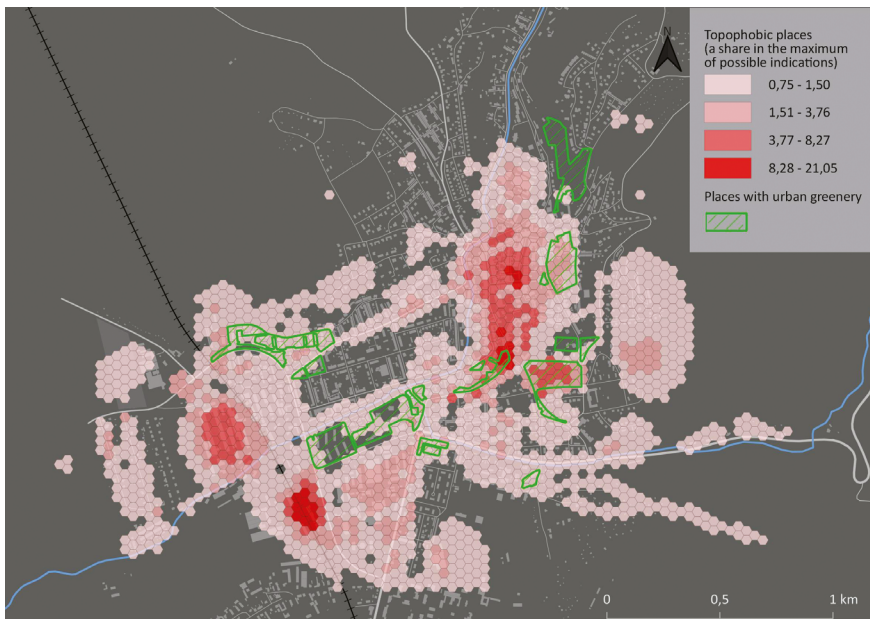 N
Topophobic places
(a share in the maximum
of possible indications)
0,75 - 1,50
1,51 - 3,76
3,77 - 8,27
8,28 - 21,05
Places with urban greenery
0 0,5 1 km